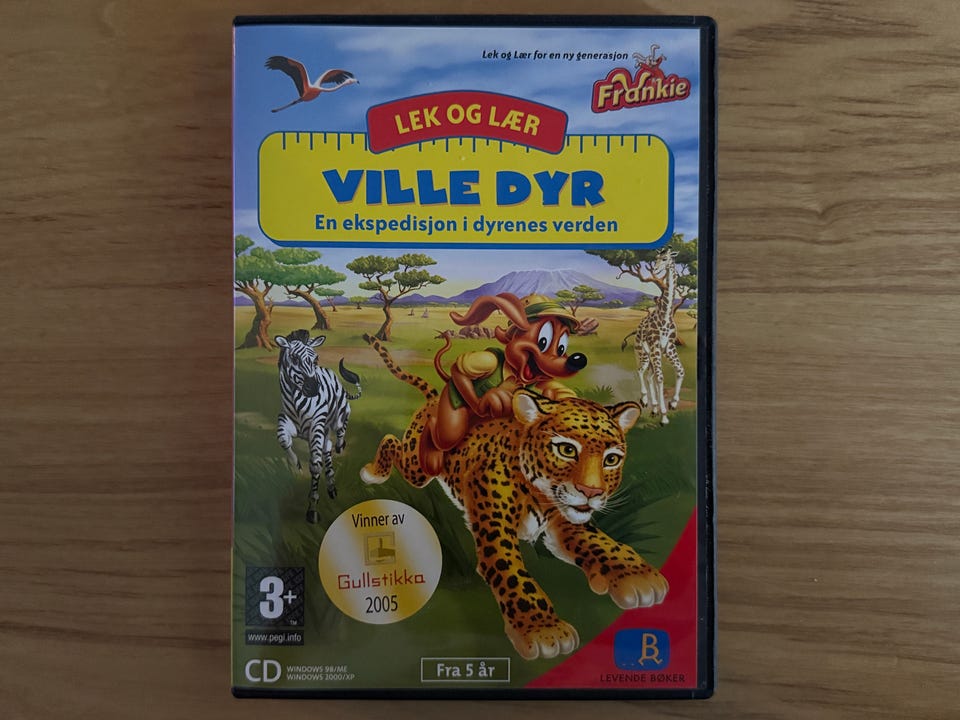 Lek og Lær for en ny generasjon
Frankie
LEK OG LÆR
VILLE DYR
En ekspedisjon i dyrenes verden
Vinner av
Gullstikka
2005
3+
TM
www.pegi.info
CD
WINDOWS 98/ME
WINDOWS 2000/XP
Fra 5 år
B
LEVENDE BØKER